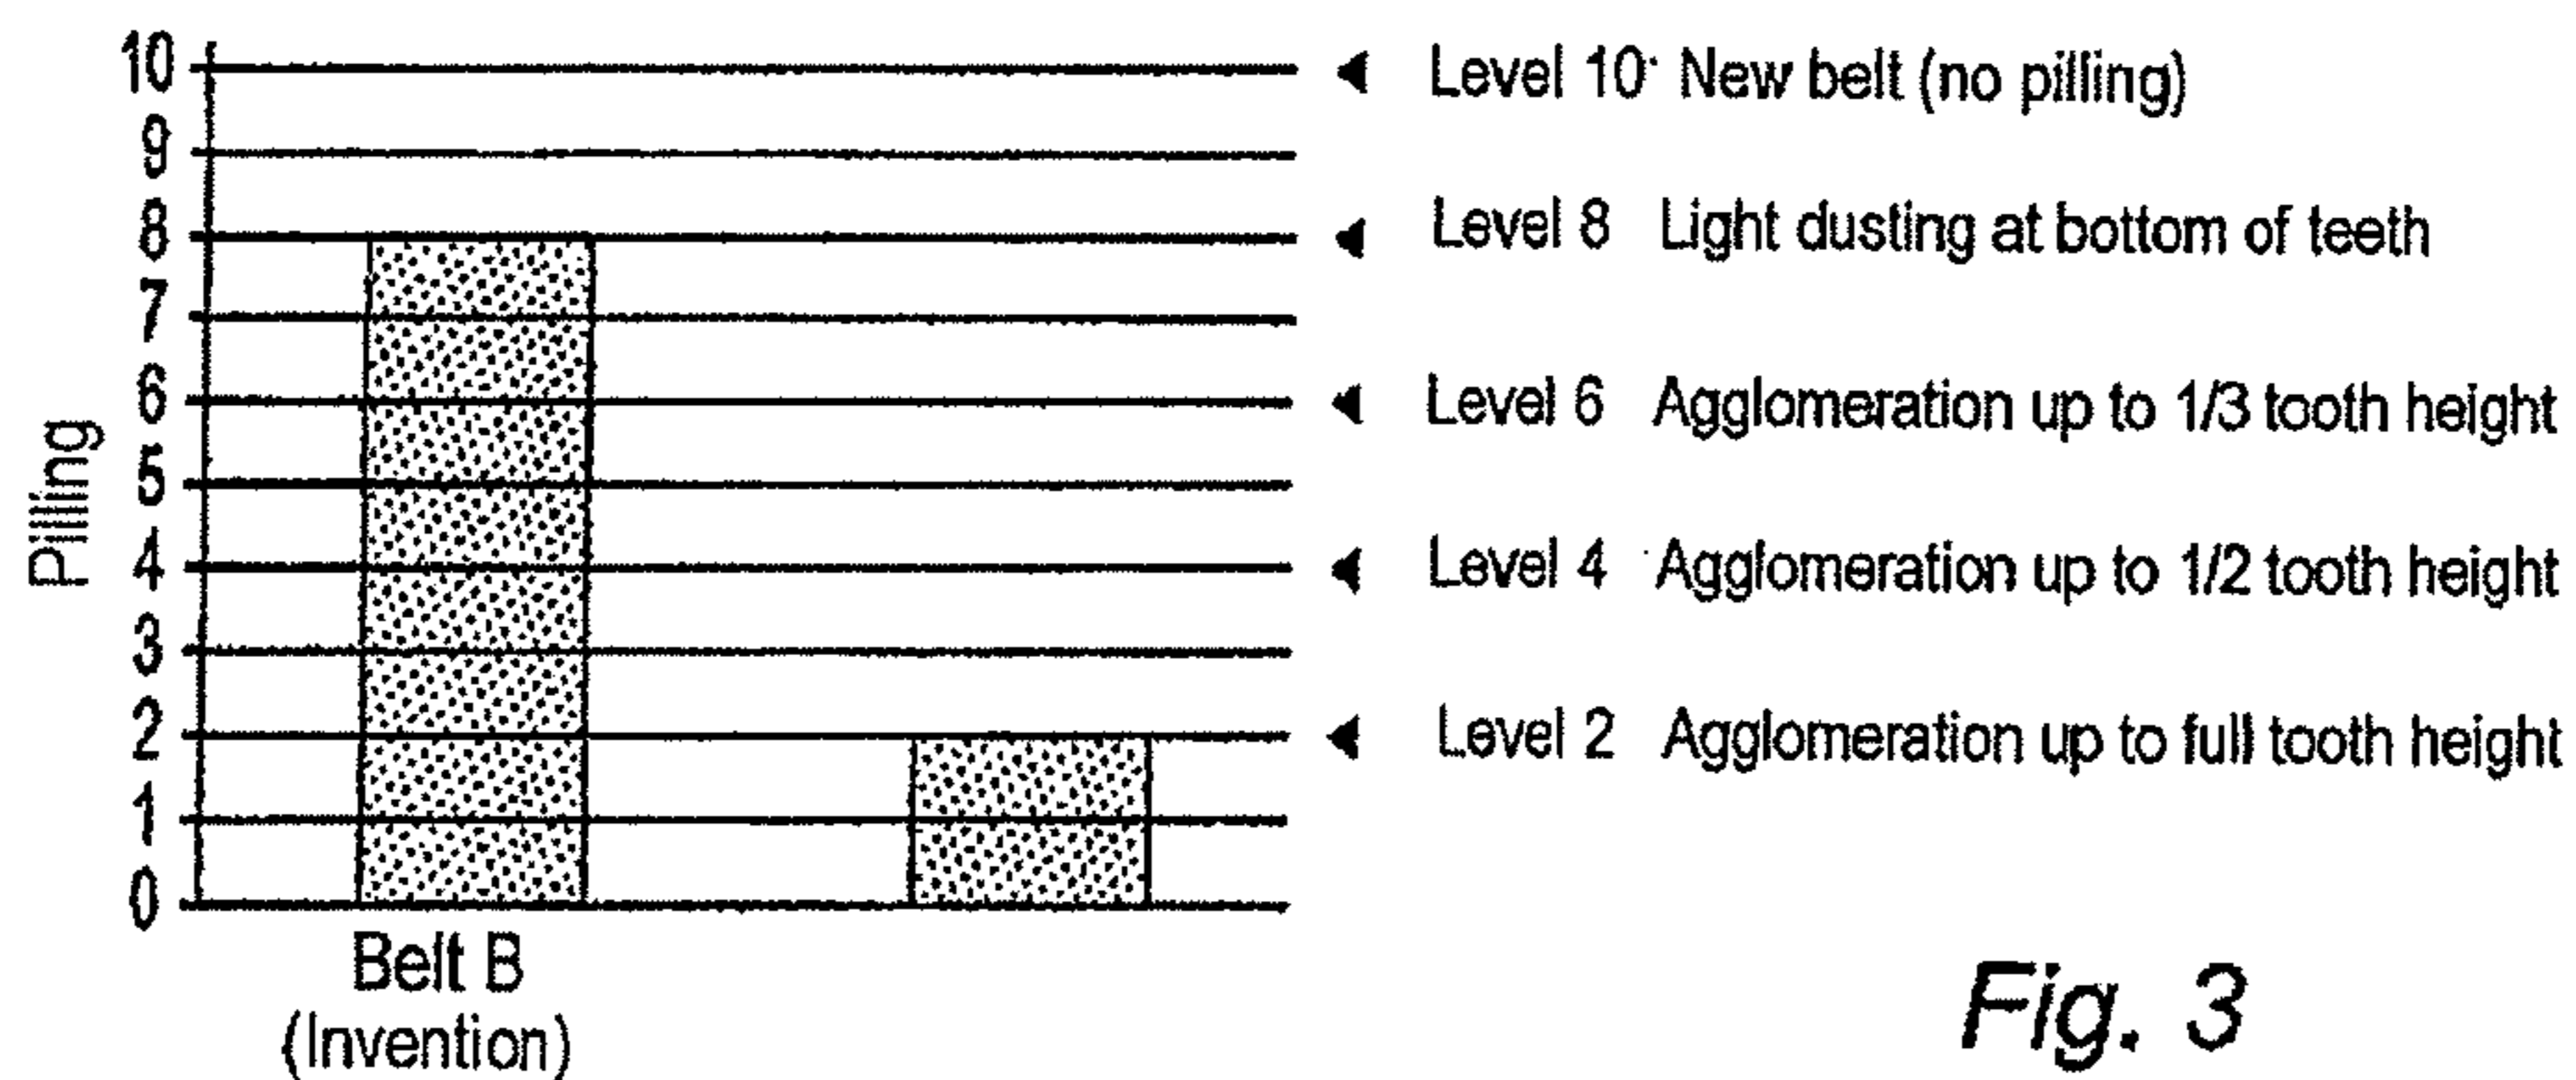 10
9
8
7
6
5
4
3
2
1
0
Pilling
Level 10 New belt (no pilling)
Level 8 Light dusting at bottom of teeth
Level 6 Agglomeration up to 1/3 tooth height
Level 4 Agglomeration up to 1/2 tooth height
Level 2 Agglomeration up to full tooth height
Belt B
(Invention)
Fig. 3